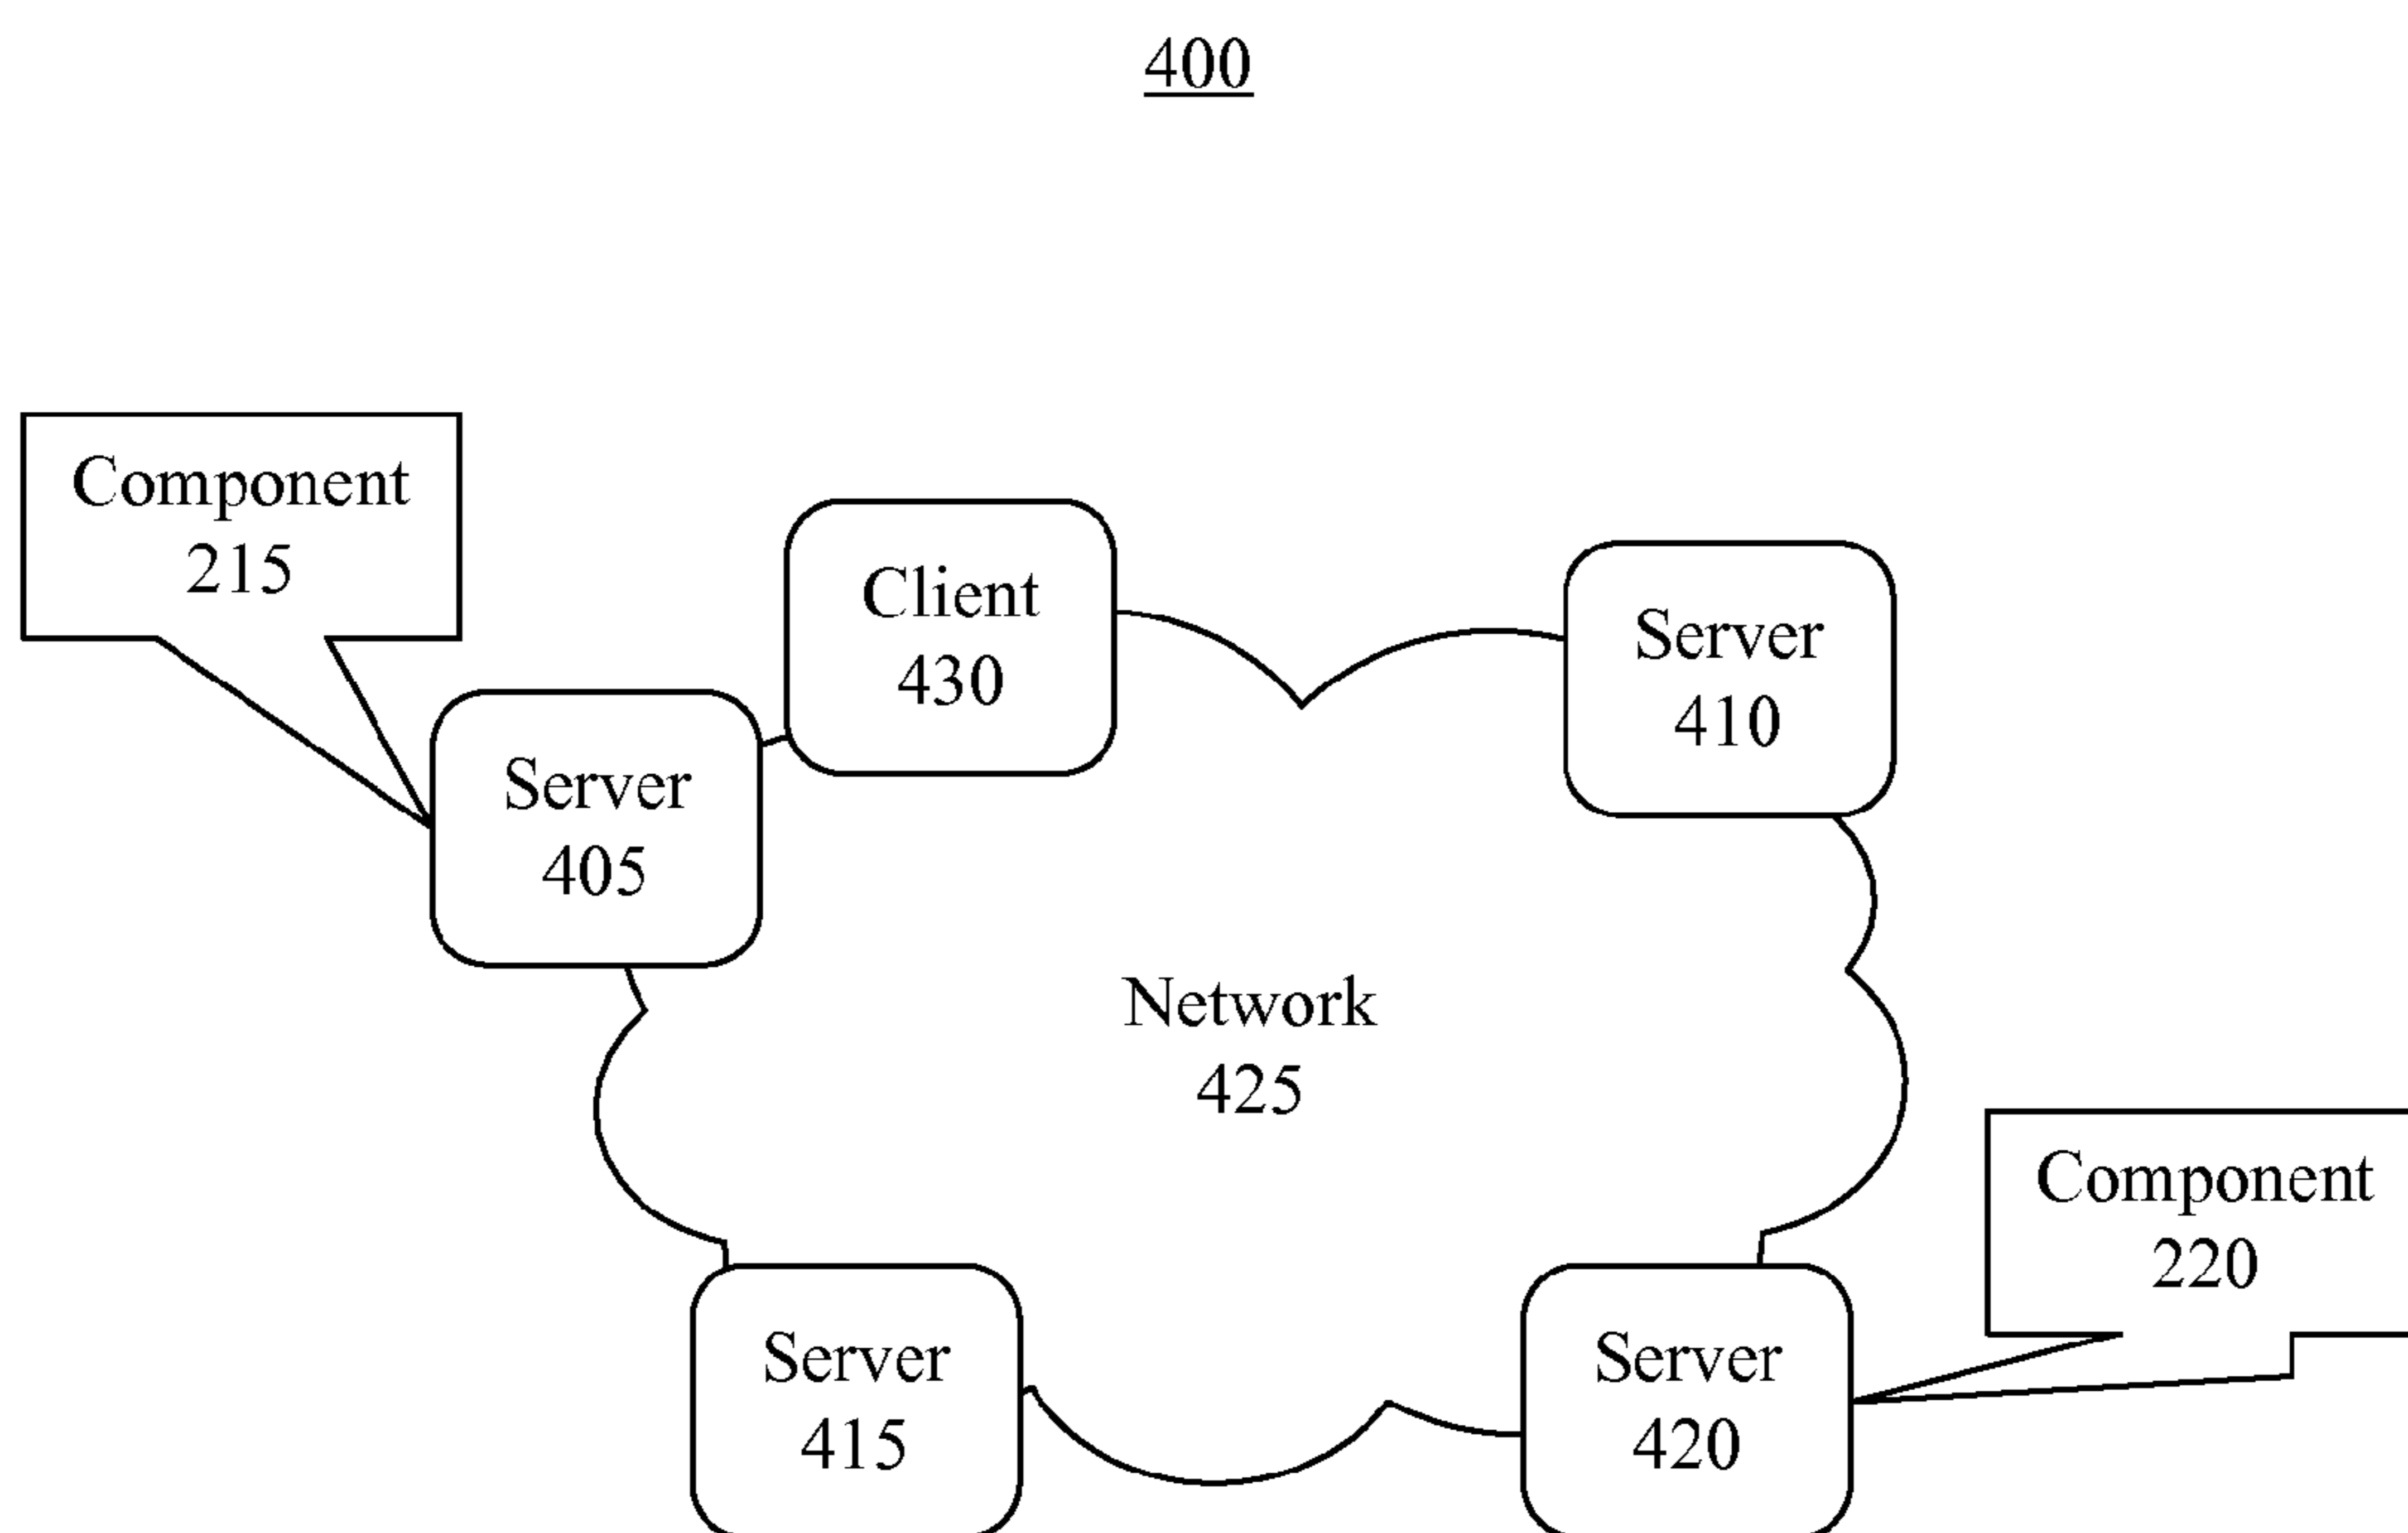 400
Component
215
Client
430
Server
410
Server
405
Network
425
Component
220
Server
415
Server
420